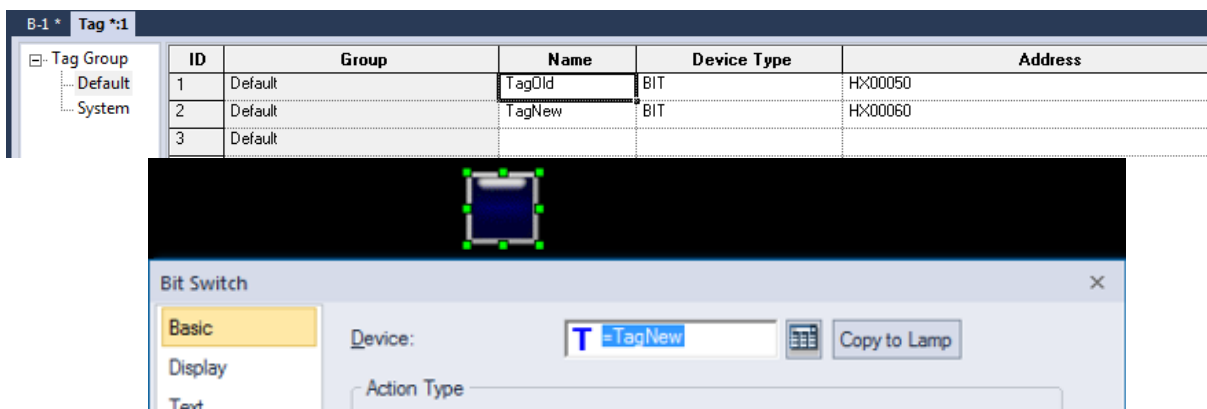 B-1 * Tag *:1
Tag Group
Default
System
ID Group Name Device Type Address
1 Default TagOld BIT HX00050
2 Default TagNew BIT HX00060
3 Default
Bit Switch
Basic
Display
Text
Device: T =TagNew Copy to Lamp
Action Type